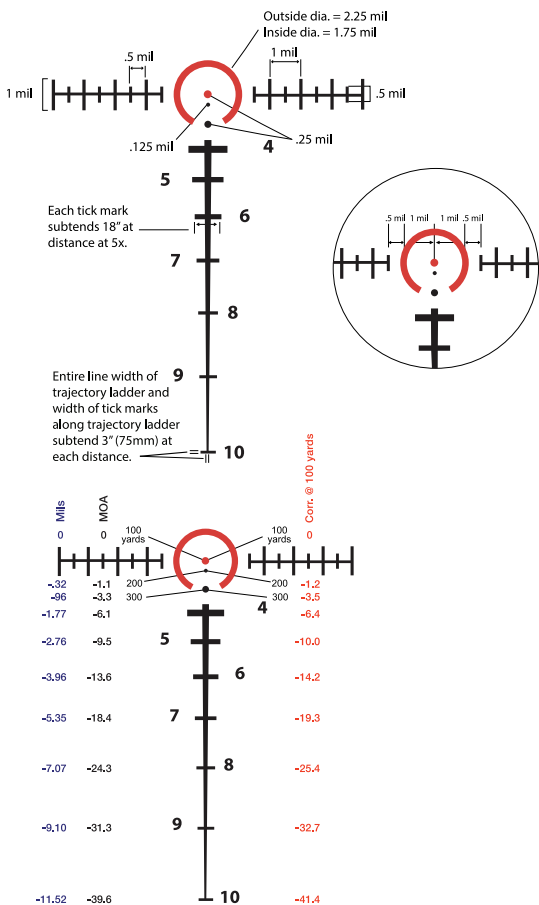 Outside dia. = 2.25 mil
Inside dia. = 1.75 mil
.5 mil
1 mil
1 mil
.5 mil
.125 mil
.25 mil
4
5
Each tick mark
subtends 18" at
distance at 5x.
6
.5 mil 1 mil 1 mil .5 mil
7
8
Entire line width of
trajectory ladder and
width of tick marks
along trajectory ladder
subtend 3" (75mm) at
each distance.
9
10
Mils
MOA
Corr. @ 100 yards
0 0 100 yards 100 yards 0
-.32 -1.1 200 200 -1.2
-96 -3,3 300 300 -3.5
-1.77 -6.1 4 -6.4
-2.76 -9.5 5 -10.0
-3.96 -13.6 6 -14.2
-5.35 -18.4 7 -19.3
-7.07 -24.3 8 -25.4
-9.10 -31.3 9 -32.7
-11.52 -39.6 10 -41.4